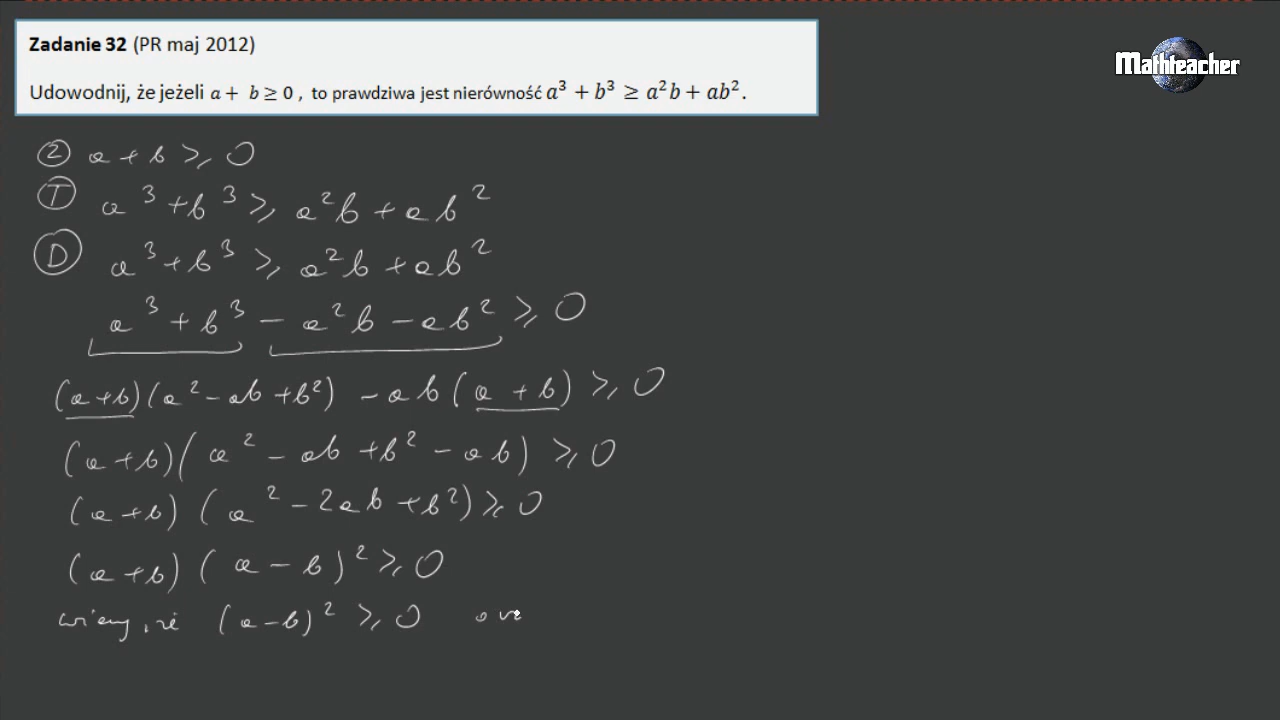 Zadanie 32 (PR maj 2012)
Mathteacher
Udowodnij, że jeżeli a + b ≥ 0 , to prawdziwa jest nierówność a³ + b³ ≥ a²b + ab².
Z a + b ≥ 0
T a³ + b³ ≥ a²b + ab²
D a³ + b³ ≥ a²b + ab²
a³ + b³ − a²b − ab² ≥ 0
(a+b)(a² − ab + b²) − ab(a + b) ≥ 0
(a+b)(a² − ab + b² − ab) ≥ 0
(a+b)(a² − 2ab + b²) ≥ 0
(a+b)(a − b)² ≥ 0
wiemy, że (a−b)² ≥ 0